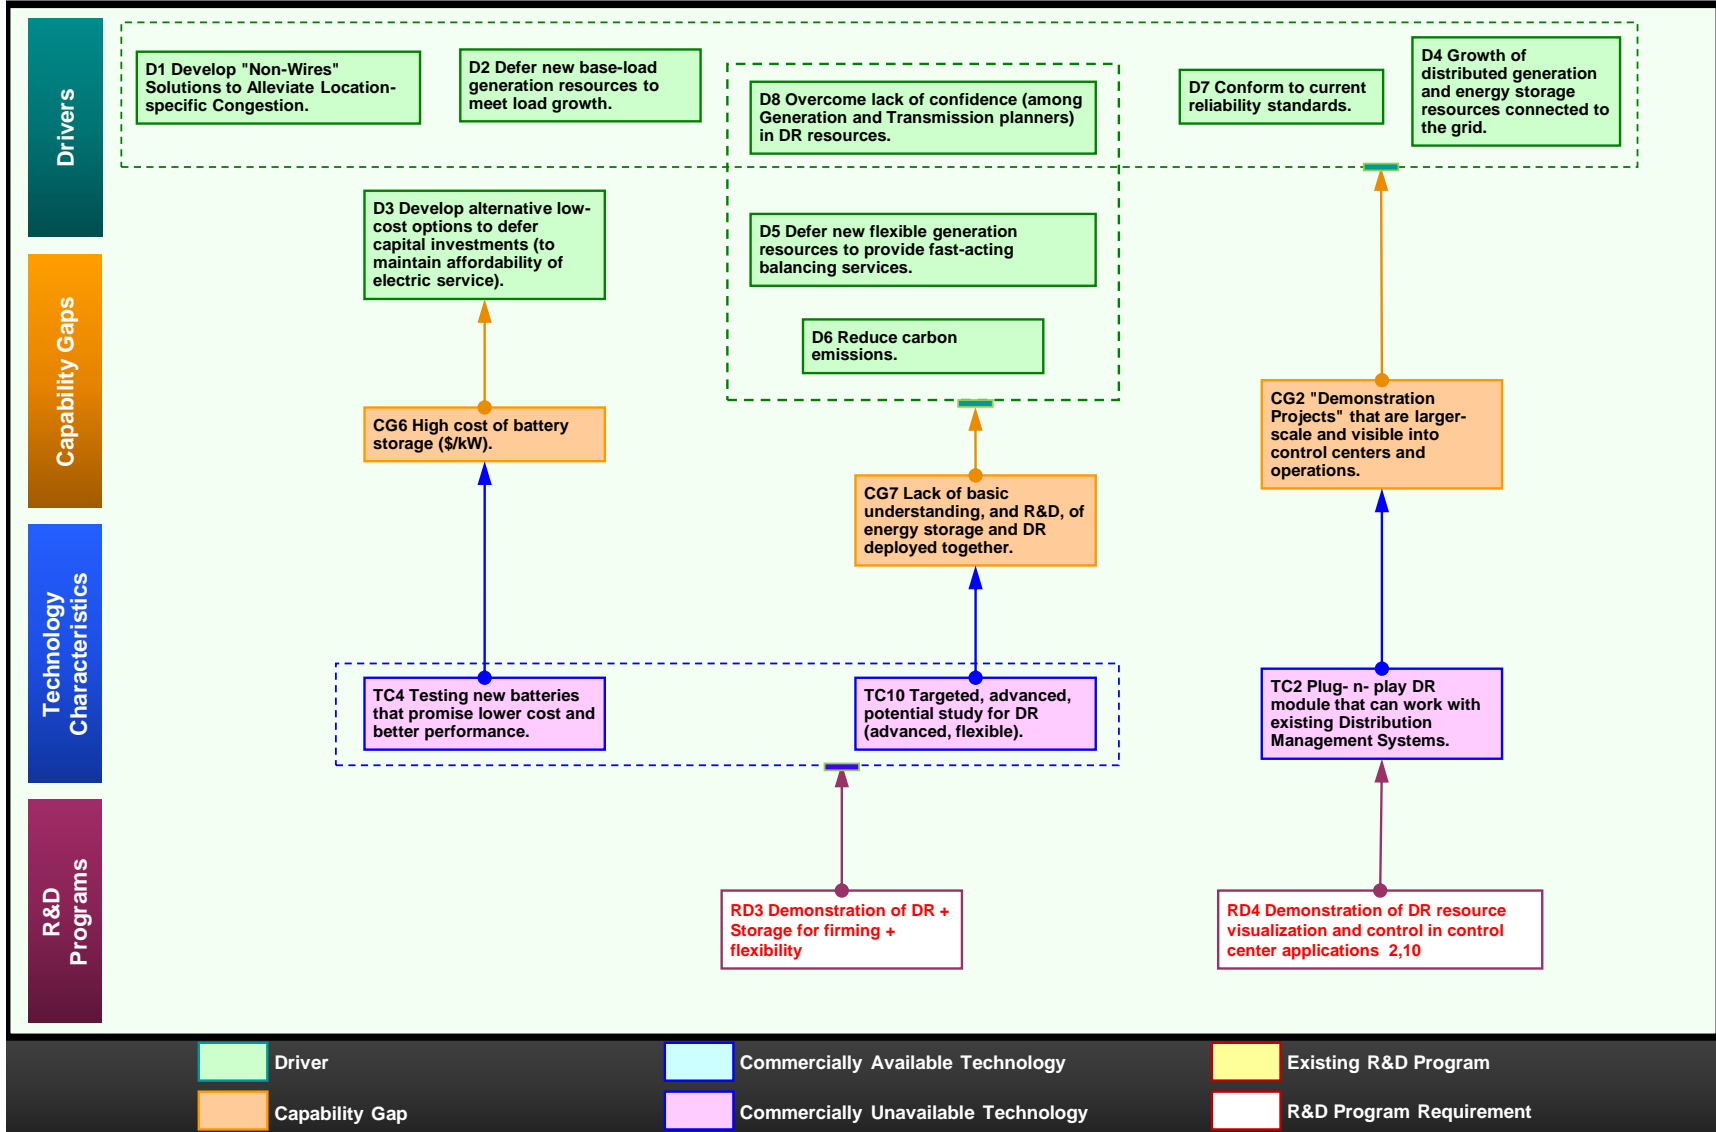 Drivers
D1 Develop "Non-Wires"
Solutions to Alleviate Location-
specific Congestion.
D2 Defer new base-load
generation resources to
meet load growth.
D8 Overcome lack of confidence (among
Generation and Transmission planners)
in DR resources.
D7 Conform to current
reliability standards.
D4 Growth of
distributed generation
and energy storage
resources connected to
the grid.
D3 Develop alternative low-
cost options to defer
capital investments (to
maintain affordability of
electric service).
D5 Defer new flexible generation
resources to provide fast-acting
balancing services.
D6 Reduce carbon
emissions.
Capability Gaps
CG6 High cost of battery
storage ($/kW).
CG7 Lack of basic
understanding, and R&D, of
energy storage and DR
deployed together.
CG2 "Demonstration
Projects" that are larger-
scale and visible into
control centers and
operations.
Technology
Characteristics
TC4 Testing new batteries
that promise lower cost and
better performance.
TC10 Targeted, advanced,
potential study for DR
(advanced, flexible).
TC2 Plug- n- play DR
module that can work with
existing Distribution
Management Systems.
R&D
Programs
RD3 Demonstration of DR +
Storage for firming +
flexibility
RD4 Demonstration of DR resource
visualization and control in control
center applications  2,10
Driver
Commercially Available Technology
Existing R&D Program
Capability Gap
Commercially Unavailable Technology
R&D Program Requirement